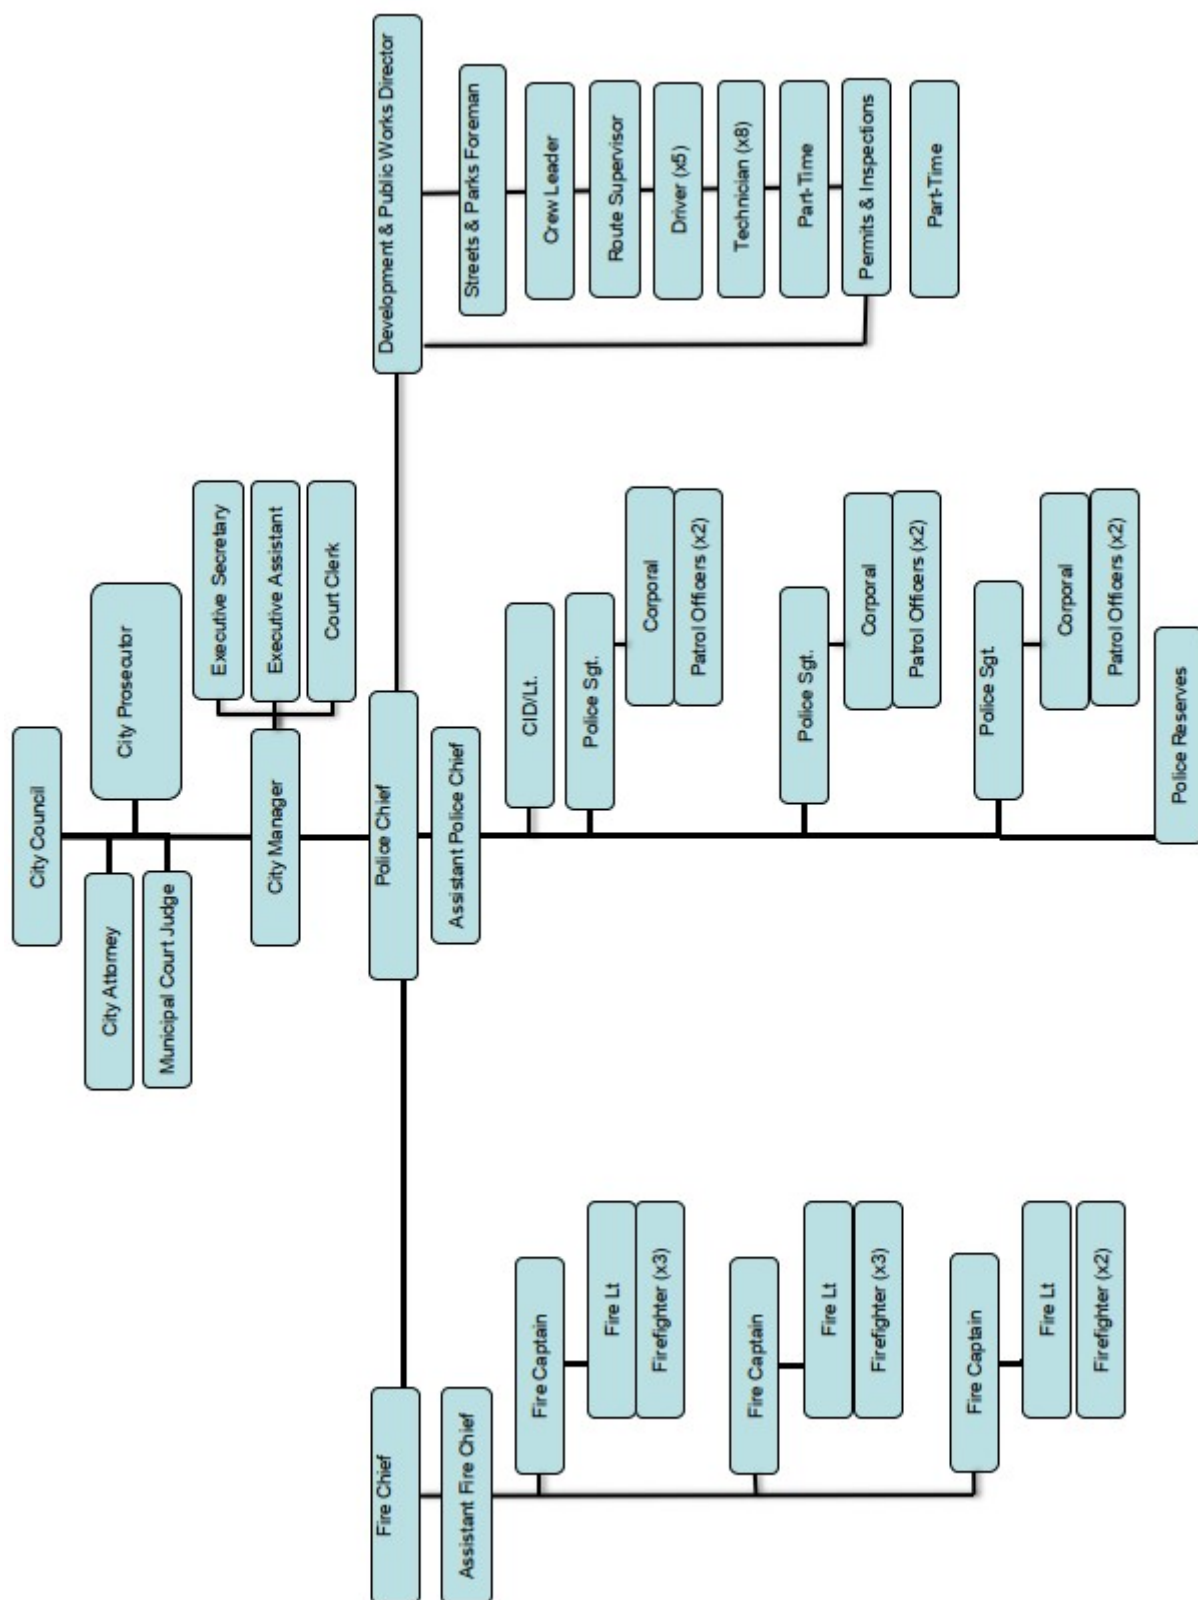 City Council
City Prosecutor
City Attorney
Municipal Court Judge
City Manager
Executive Secretary
Executive Assistant
Court Clerk
Fire Chief
Police Chief
Development & Public Works Director
Assistant Fire Chief
Fire Captain
Fire Lt
Firefighter (x3)
Fire Captain
Fire Lt
Firefighter (x3)
Fire Captain
Fire Lt
Firefighter (x2)
Assistant Police Chief
CID/Lt.
Police Sgt.
Corporal
Patrol Officers (x2)
Police Sgt.
Corporal
Patrol Officers (x2)
Police Sgt.
Corporal
Patrol Officers (x2)
Police Reserves
Streets & Parks Foreman
Crew Leader
Route Supervisor
Driver (x5)
Technician (x8)
Part-Time
Permits & Inspections
Part-Time